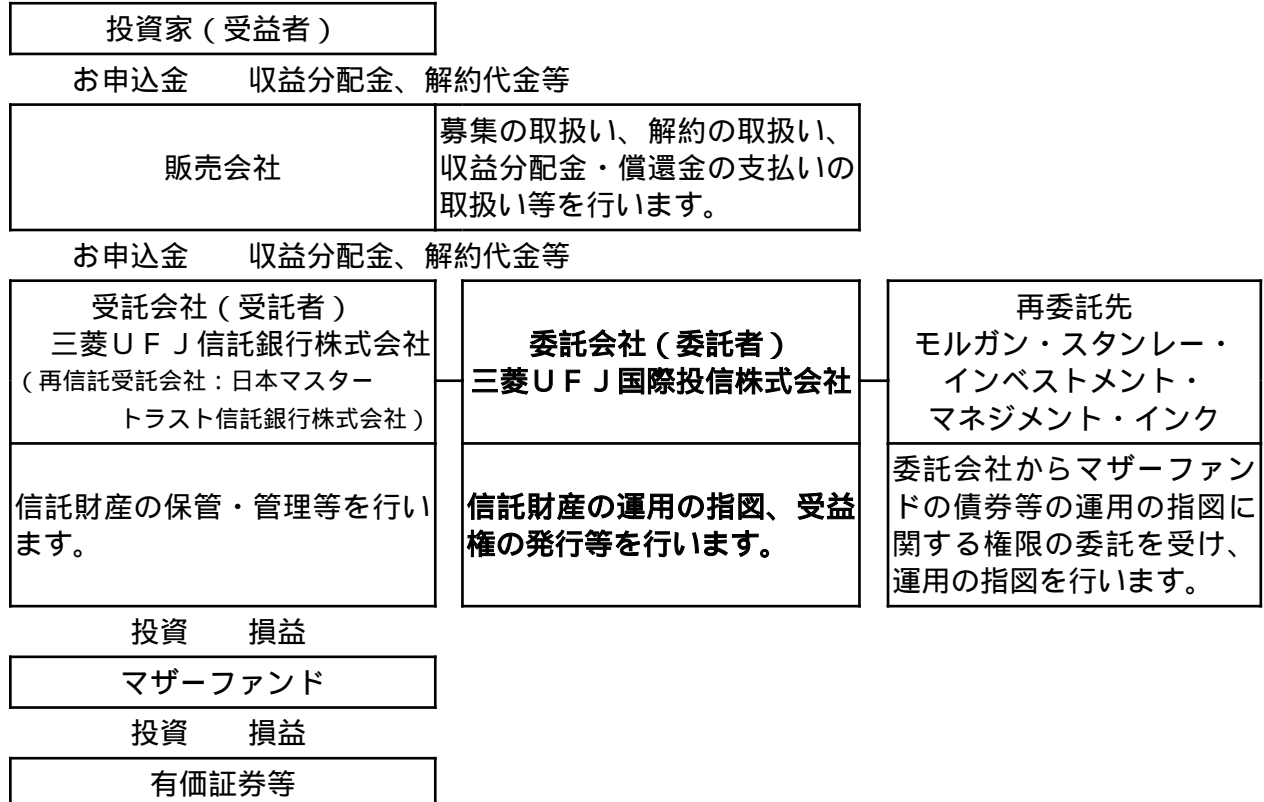 投資家（受益者）
お申込金　　収益分配金、解約代金等
販売会社
募集の取扱い、解約の取扱い、
収益分配金・償還金の支払いの
取扱い等を行います。
お申込金　　収益分配金、解約代金等
受託会社（受託者）
三菱ＵＦＪ信託銀行株式会社
（再信託受託会社：日本マスター
トラスト信託銀行株式会社）
委託会社（委託者）
三菱ＵＦＪ国際投信株式会社
再委託先
モルガン・スタンレー・
インベストメント・
マネジメント・インク
信託財産の保管・管理等を行い
ます。
信託財産の運用の指図、受益
権の発行等を行います。
委託会社からマザーファン
ドの債券等の運用の指図に
関する権限の委託を受け、
運用の指図を行います。
投資　　損益
マザーファンド
投資　　損益
有価証券等